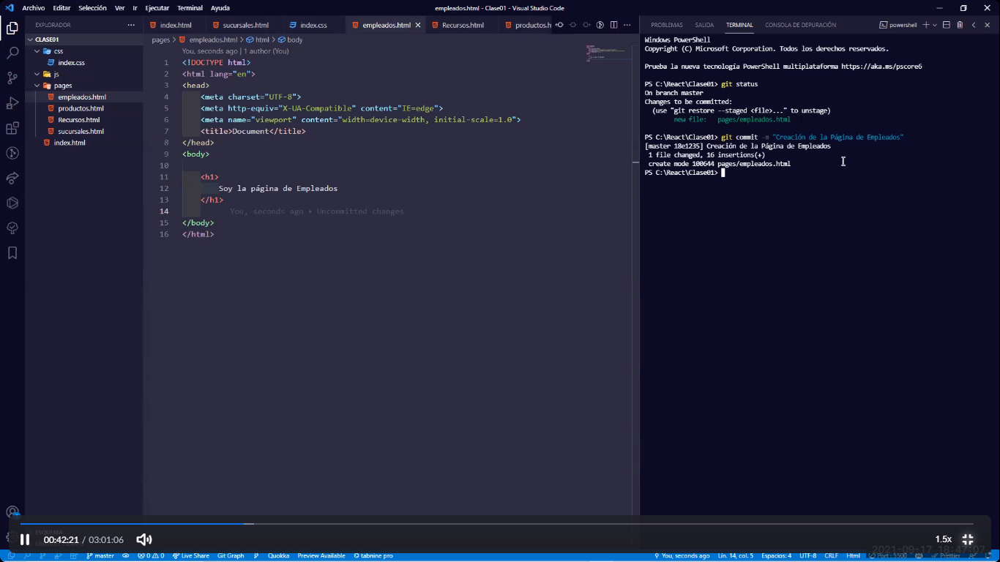 Archivo Editar Selección Ver Ir Ejecutar Terminal Ayuda
empleados.html - Clase01 - Visual Studio Code
EXPLORADOR
CLASE01
css
index.css
js
pages
empleados.html
productos.html
Recursos.html
sucursales.html
index.html
index.html sucursales.html index.css empleados.html Recursos.html productos.h
pages > empleados.html > html > body
You, seconds ago | 1 author (You)
1 <!DOCTYPE html>
2 <html lang="en">
3 <head>
4 <meta charset="UTF-8">
5 <meta http-equiv="X-UA-Compatible" content="IE=edge">
6 <meta name="viewport" content="width=device-width, initial-scale=1.0">
7 <title>Document</title>
8 </head>
9 <body>
10
11 <h1>
12 Soy la página de Empleados
13 </h1>
14 You, seconds ago • Uncommitted changes
15 </body>
16 </html>
PROBLEMAS SALIDA TERMINAL CONSOLA DE DEPURACIÓN
powershell
Windows PowerShell
Copyright (C) Microsoft Corporation. Todos los derechos reservados.
Prueba la nueva tecnología PowerShell multiplataforma https://aka.ms/pscore6
PS C:\React\Clase01> git status
On branch master
Changes to be committed:
(use "git restore --staged <file>..." to unstage)
new file: pages/empleados.html
PS C:\React\Clase01> git commit -m "Creación de la Página de Empleados"
[master 18e1235] Creación de la Página de Empleados
1 file changed, 16 insertions(+)
create mode 100644 pages/empleados.html
PS C:\React\Clase01>
ESQUEMA
00:42:21 / 03:01:06
1.5x
2021-09-17 18:47:07
master 0 0 Live Share Git Graph Quokka Preview Available tabnine pro
You, seconds ago Lín. 14, col. 5 Espacios: 4 UTF-8 CRLF Html Port : 5500 Prettier